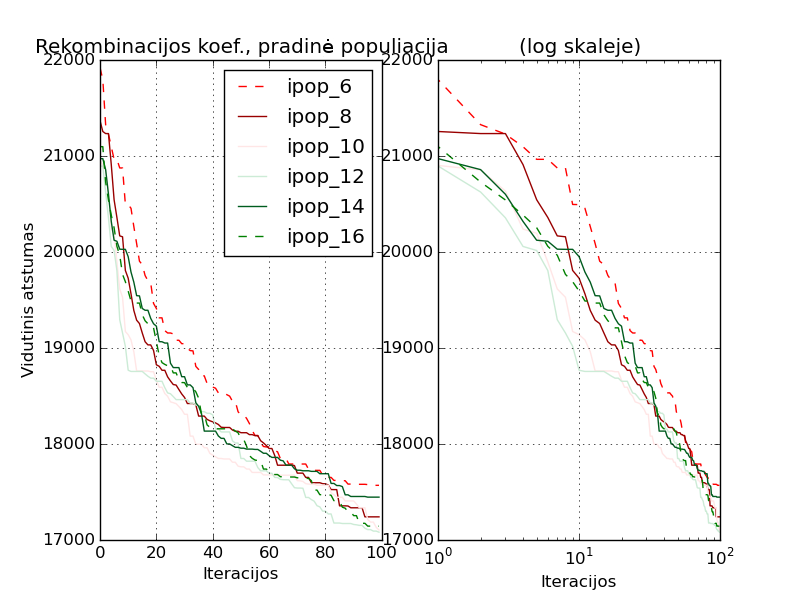 Rekombinacijos koef., pradinė populiacija
(log skaleje)
22000
21000
20000
19000
18000
17000
Vidutinis atstumas
0 20 40 60 80 100
Iteracijos
ipop_6
ipop_8
ipop_10
ipop_12
ipop_14
ipop_16
22000
21000
20000
19000
18000
17000
10⁰ 10¹ 10²
Iteracijos